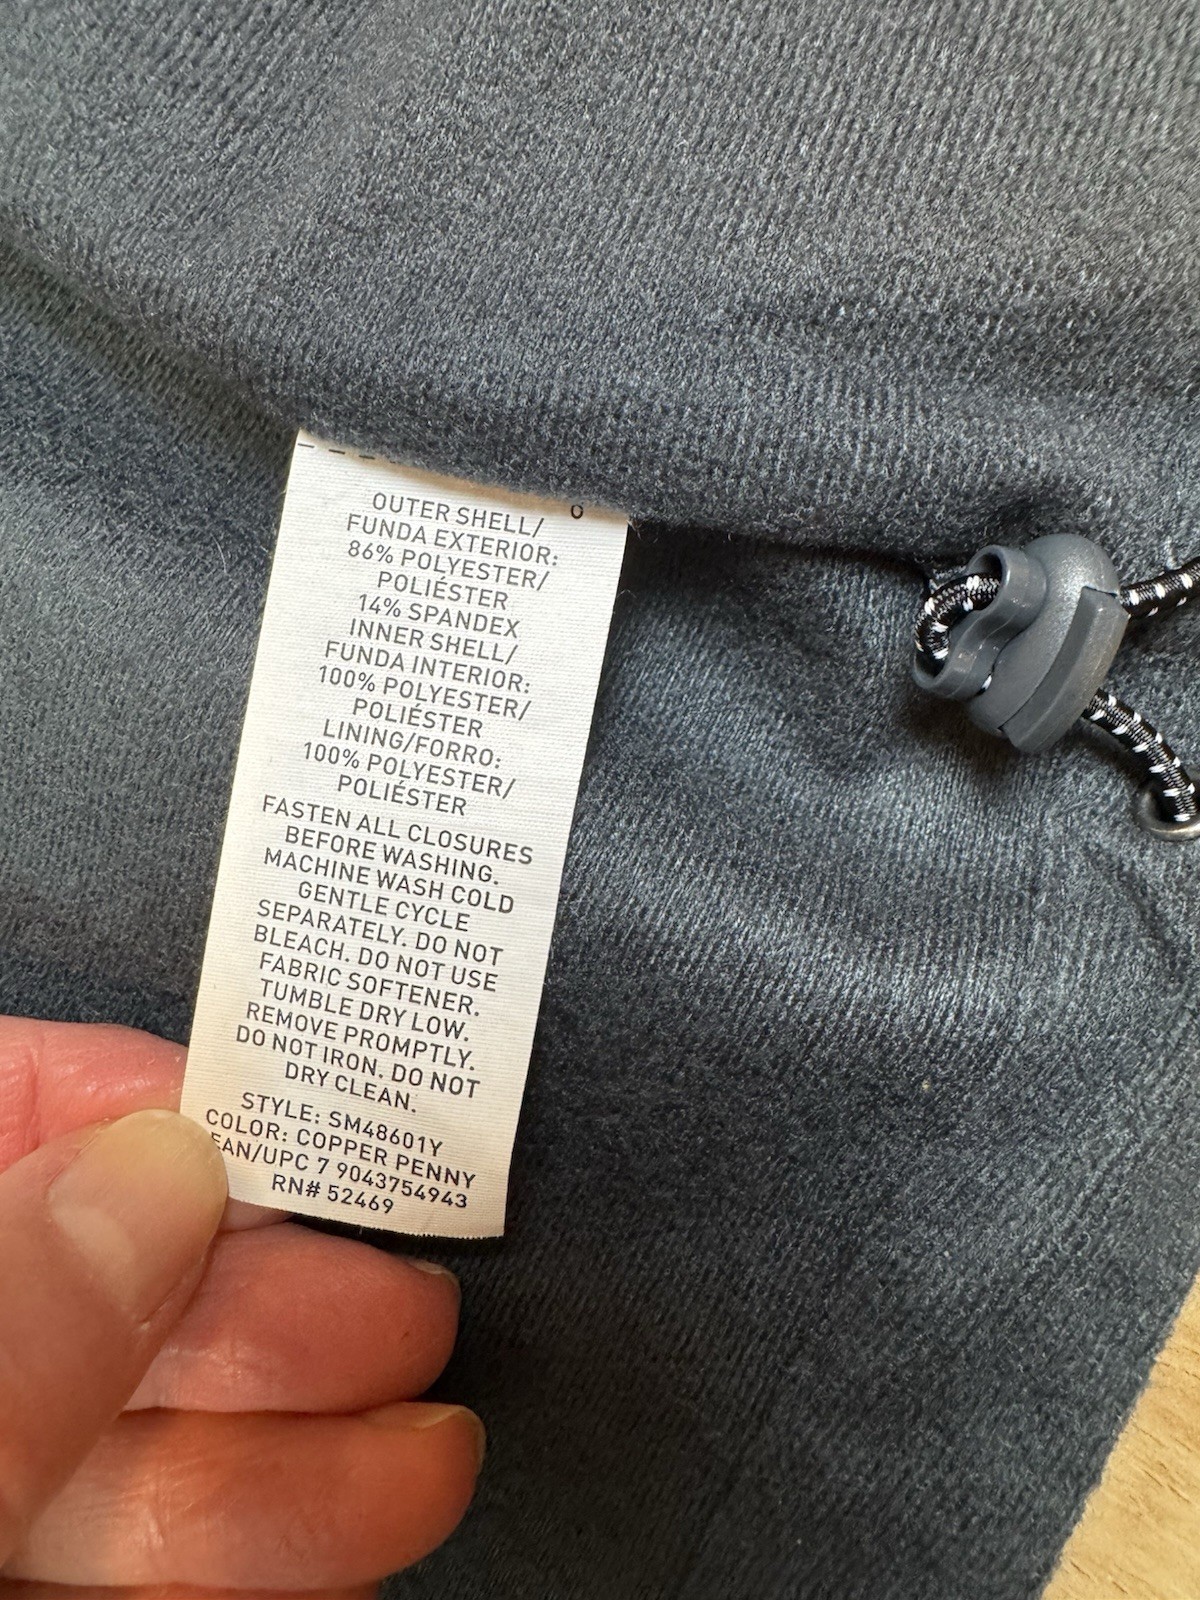 OUTER SHELL/
FUNDA EXTERIOR:
86% POLYESTER/
POLIÉSTER
14% SPANDEX
INNER SHELL/
FUNDA INTERIOR:
100% POLYESTER/
POLIÉSTER
LINING/FORRO:
100% POLYESTER/
POLIÉSTER
FASTEN ALL CLOSURES
BEFORE WASHING.
MACHINE WASH COLD
GENTLE CYCLE
SEPARATELY. DO NOT
BLEACH. DO NOT USE
FABRIC SOFTENER.
TUMBLE DRY LOW.
REMOVE PROMPTLY.
DO NOT IRON. DO NOT
DRY CLEAN.
STYLE: SM48601Y
COLOR: COPPER PENNY
EAN/UPC 7 9043754943
RN# 52469